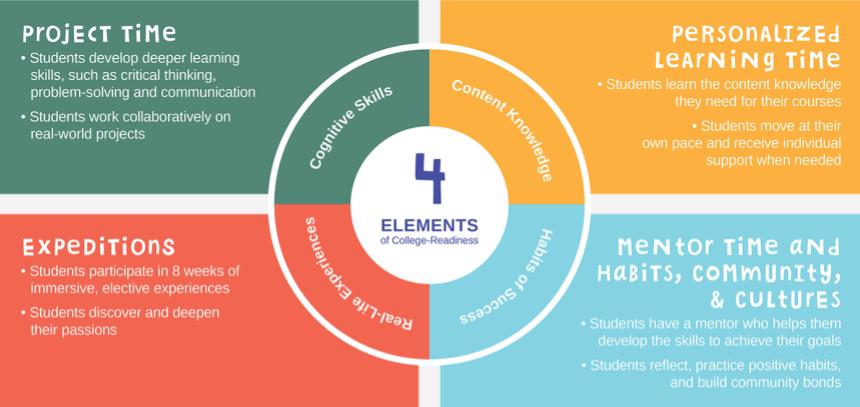 PROJECT TIME
• Students develop deeper learning
skills, such as critical thinking,
problem-solving and communication
• Students work collaboratively on
real-world projects
PERSONALIZED
LEARNING TIME
• Students learn the content knowledge
they need for their courses
• Students move at their
own pace and receive individual
support when needed
Cognitive Skills
Content Knowledge
4
ELEMENTS
of College-Readiness
Real-Life Experiences
Habits of Success
EXPEDITIONS
• Students participate in 8 weeks of
immersive, elective experiences
• Students discover and deepen
their passions
MENTOR TIME AND
HABITS, COMMUNITY,
& CULTURES
• Students have a mentor who helps them
develop the skills to achieve their goals
• Students reflect, practice positive habits,
and build community bonds